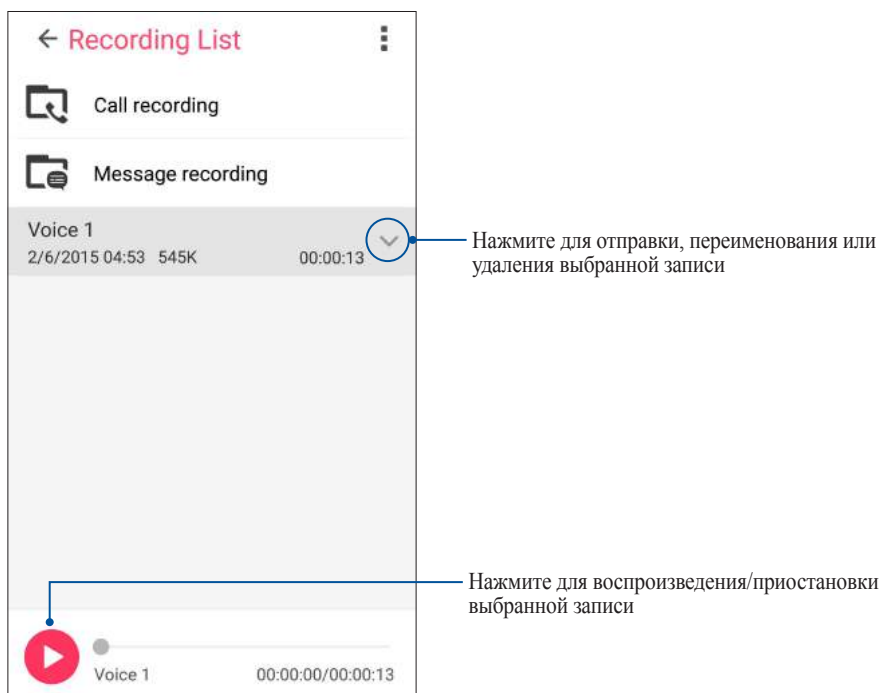 Recording List
Call recording
Message recording
Voice 1
2/6/2015 04:53 545K 00:00:13
Нажмите для отправки, переименования или
удаления выбранной записи
Нажмите для воспроизведения/приостановки
выбранной записи
Voice 1 00:00:00/00:00:13